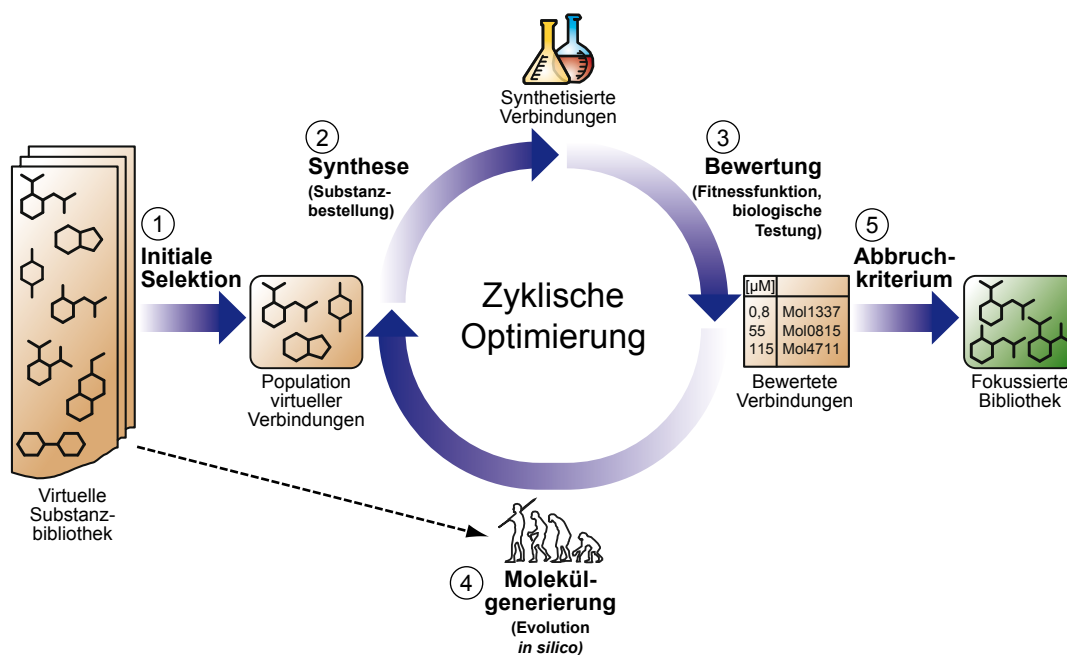 Synthetisierte
Verbindungen
1
Initiale
Selektion
2
Synthese
(Substanz-
bestellung)
3
Bewertung
(Fitnessfunktion,
biologische
Testung)
5
Abbruch-
kriterium
Zyklische
Optimierung
[µM]
0,8 Mol1337
55 Mol0815
115 Mol4711
Population
virtueller
Verbindungen
Bewertete
Verbindungen
Fokussierte
Bibliothek
Virtuelle
Substanz-
bibliothek
4
Molekül-
generierung
(Evolution
in silico)